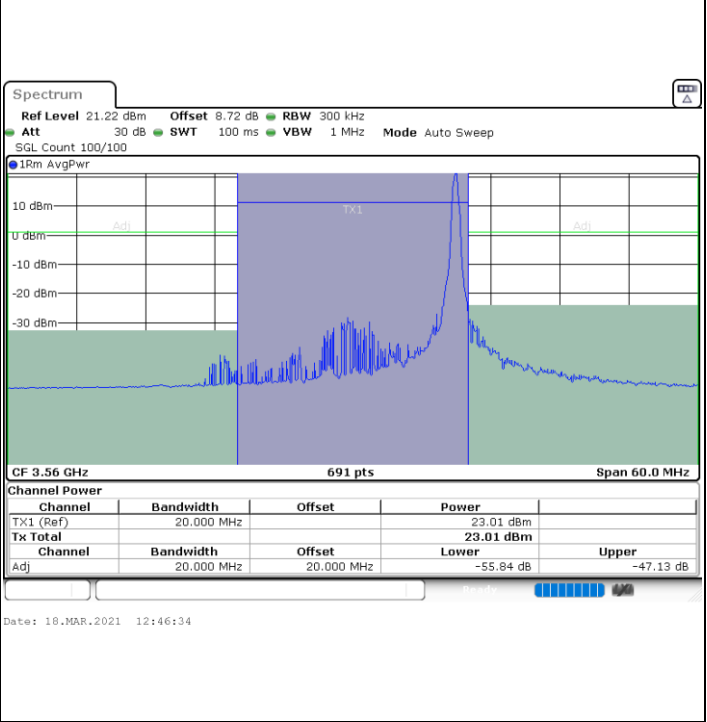 Spectrum
Ref Level 21.22 dBm Offset 8.72 dB RBW 300 kHz
Att 30 dB SWT 100 ms VBW 1 MHz Mode Auto Sweep
SGL Count 100/100
1Rm AvgPwr
10 dBm
TX1
Adj
Adj
0 dBm
-10 dBm
-20 dBm
-30 dBm
CF 3.56 GHz 691 pts Span 60.0 MHz
Channel Power
Channel Bandwidth Offset Power
TX1 (Ref) 20.000 MHz 23.01 dBm
Tx Total 23.01 dBm
Channel Bandwidth Offset Lower Upper
Adj 20.000 MHz 20.000 MHz -55.84 dB -47.13 dB
Ready
Date: 18.MAR.2021 12:46:34